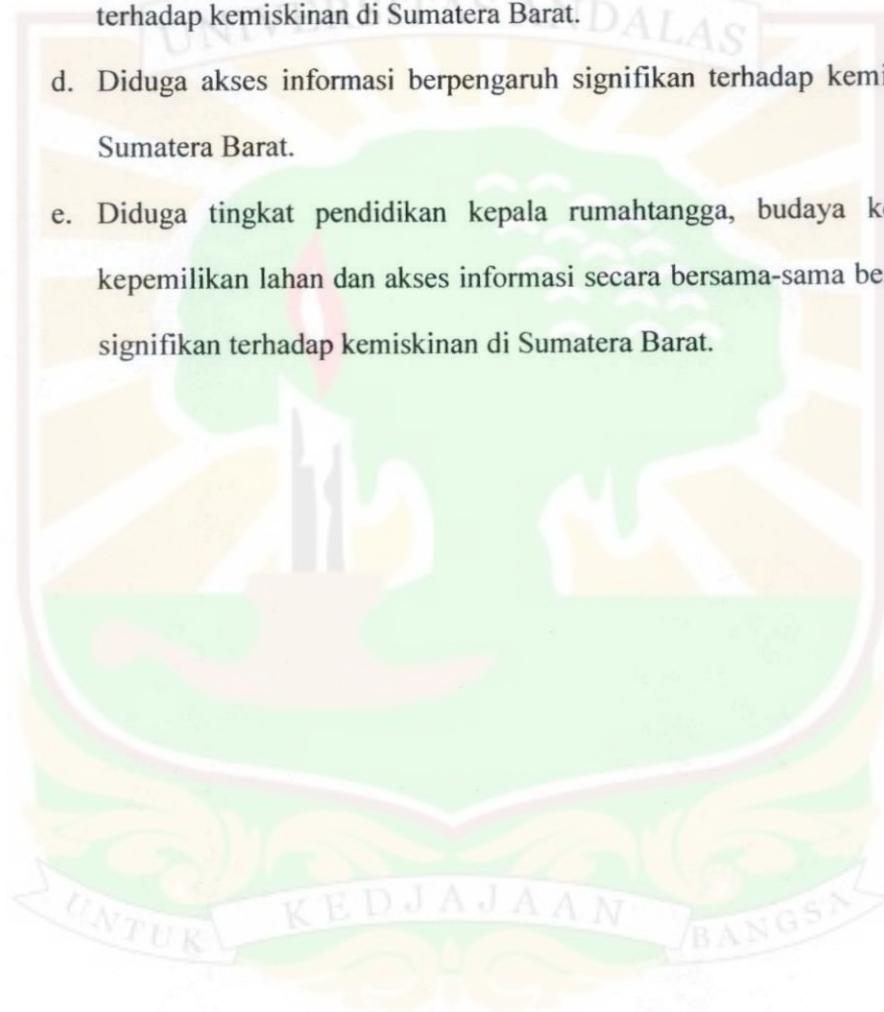 terhadap kemiskinan di Sumatera Barat.
d. Diduga akses informasi berpengaruh signifikan terhadap kemi
Sumatera Barat.
e. Diduga tingkat pendidikan kepala rumahtangga, budaya k
kepemilikan lahan dan akses informasi secara bersama-sama be
signifikan terhadap kemiskinan di Sumatera Barat.
UNTUK KEDJAJAAN BANGSA